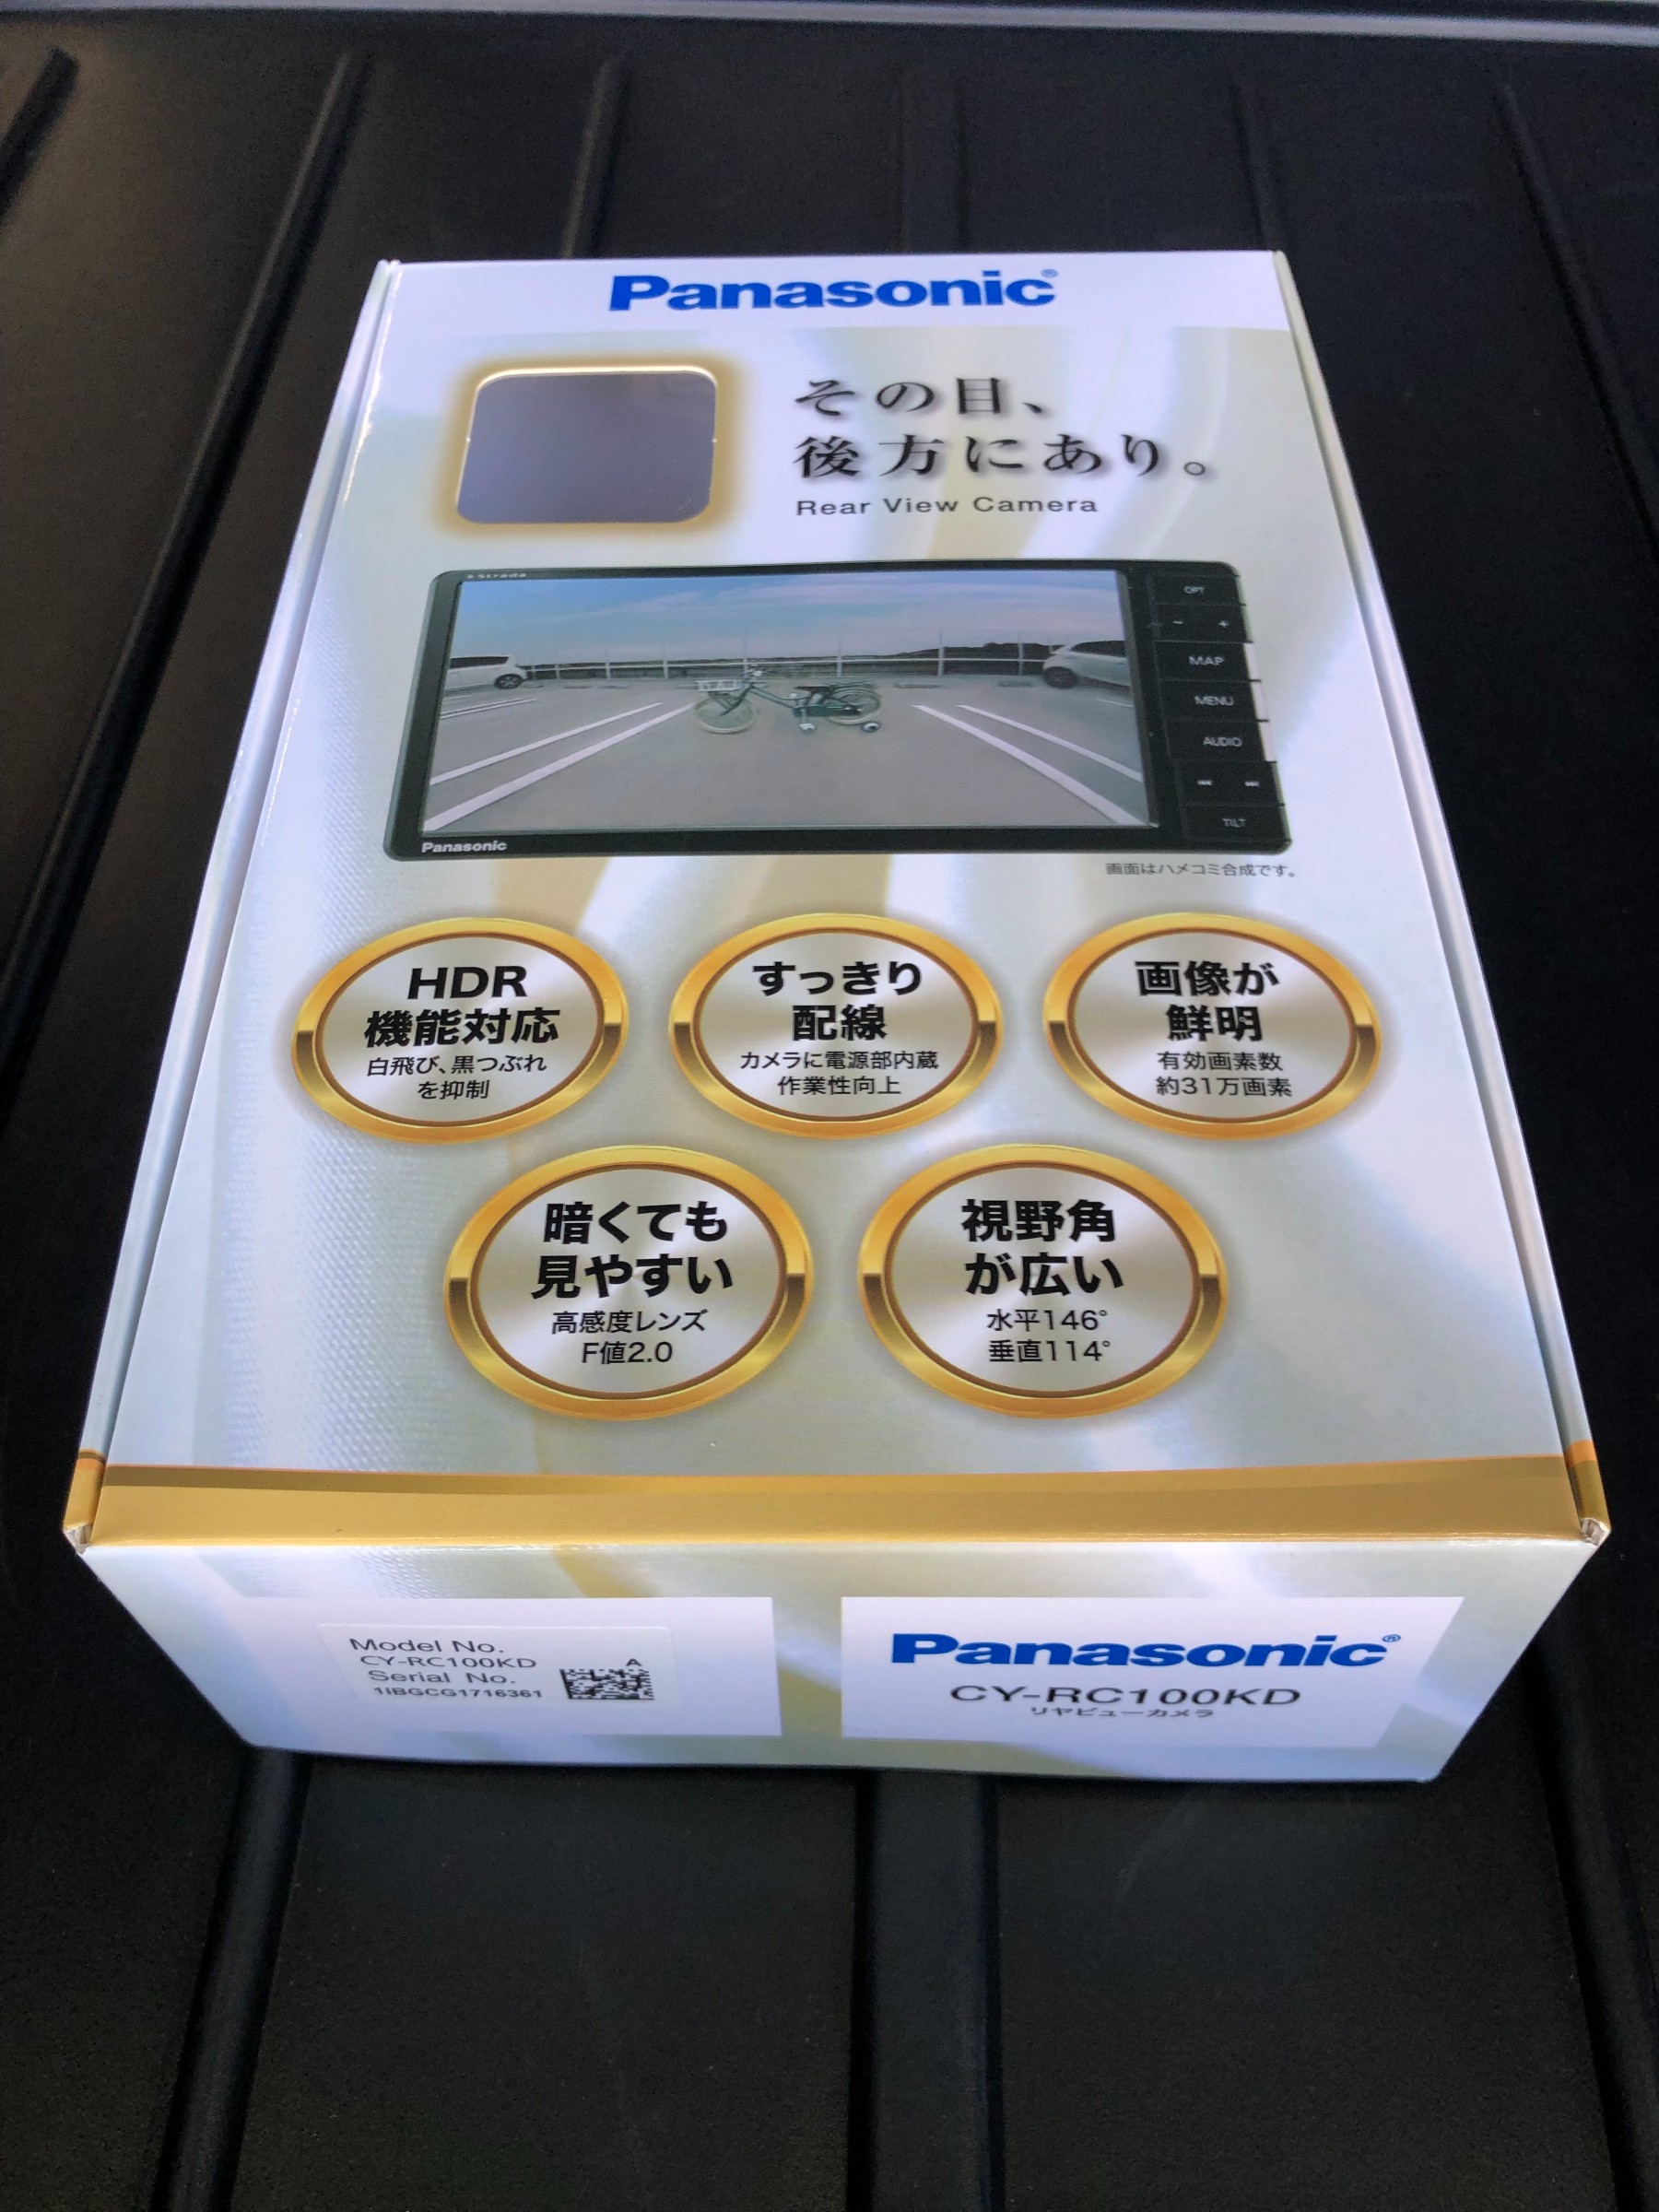 Panasonic®
その目、
後方にあり。
Rear View Camera
Strada
OPT
− +
MAP
MENU
AUDIO
TILT
Panasonic
画面はハメコミ合成です。
HDR
機能対応
白飛び、黒つぶれ
を抑制
すっきり
配線
カメラに電源部内蔵
作業性向上
画像が
鮮明
有効画素数
約31万画素
暗くても
見やすい
高感度レンズ
F値2.0
視野角
が広い
水平146°
垂直114°
Model No.
CY-RC100KD
Serial No.
1IBGCG1716361
A
Panasonic®
CY-RC100KD
リヤビューカメラ